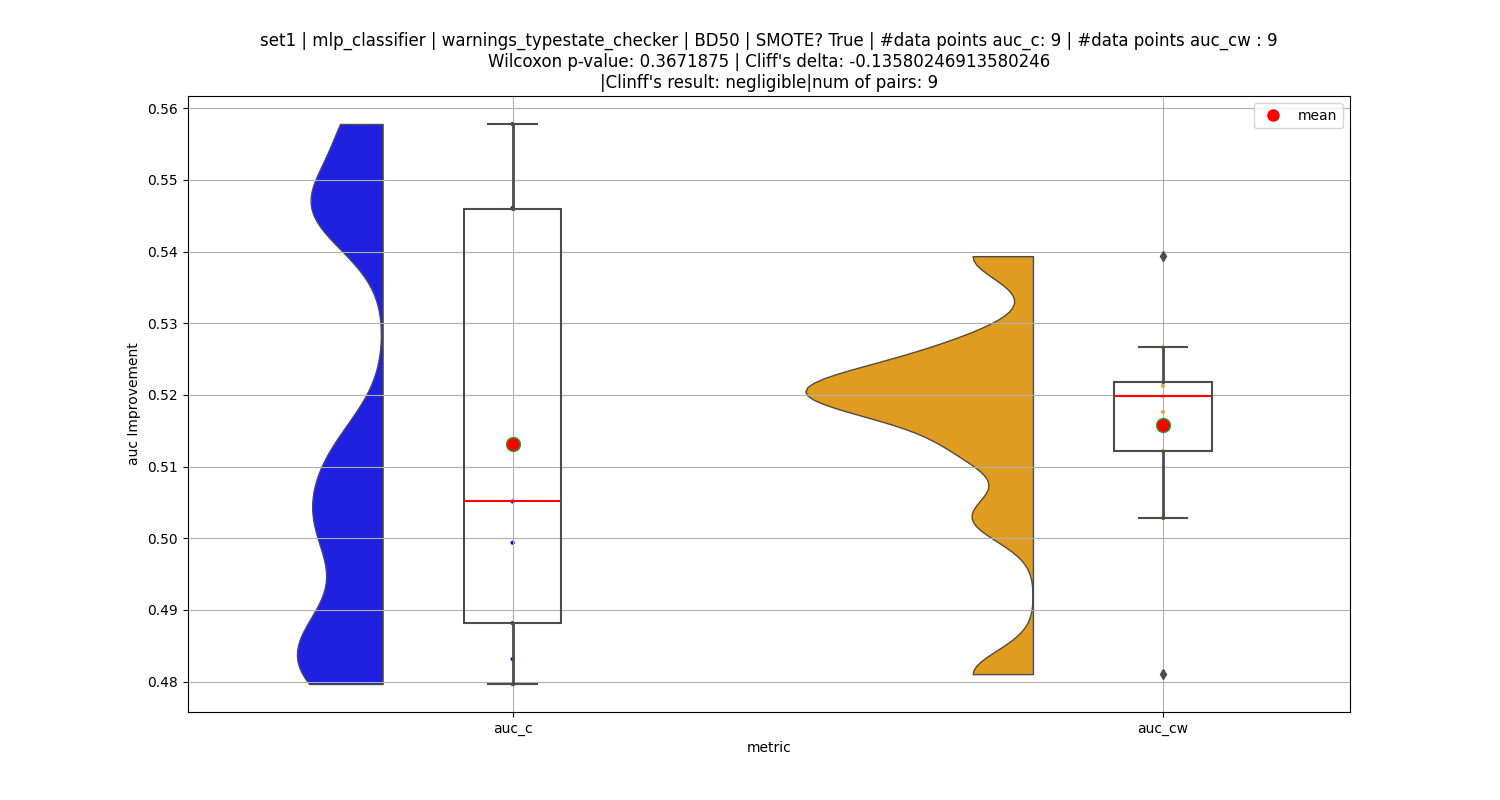 set1 | mlp_classifier | warnings_typestate_checker | BD50 | SMOTE? True | #data points auc_c: 9 | #data points auc_cw : 9
Wilcoxon p-value: 0.3671875 | Cliff's delta: -0.13580246913580246
|Clinff's result: negligible|num of pairs: 9
mean
0.56
0.55
0.54
0.53
0.52
0.51
0.50
0.49
0.48
auc Improvement
auc_c
auc_cw
metric